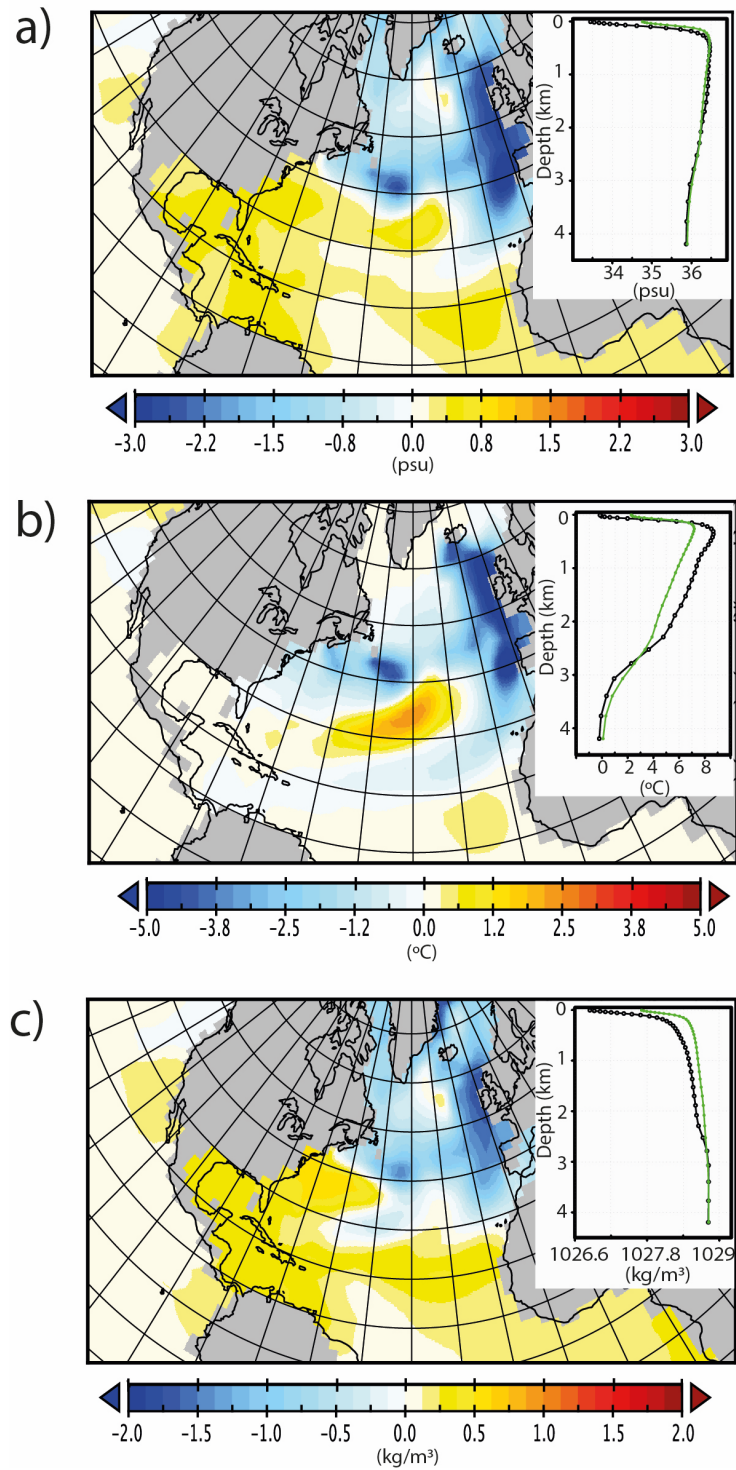 a)
0
1
2
3
4
Depth (km)
34 35 36
(psu)
−3.0 −2.2 −1.5 −0.8 0.0 0.8 1.5 2.2 3.0
(psu)
b)
0
1
2
3
4
Depth (km)
0 2 4 6 8
(ºC)
−5.0 −3.8 −2.5 −1.2 0.0 1.2 2.5 3.8 5.0
(ºC)
c)
0
1
2
3
4
Depth (km)
1026.6 1027.8 1029
(kg/m³)
−2.0 −1.5 −1.0 −0.5 0.0 0.5 1.0 1.5 2.0
(kg/m³)